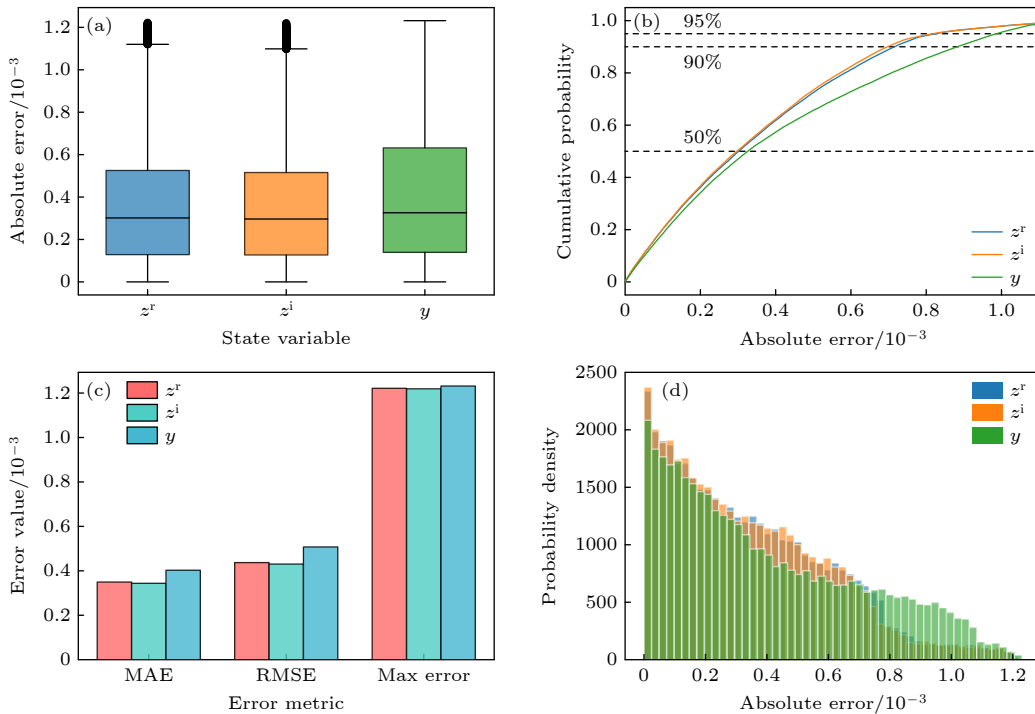 (a)
1.2
1.0
0.8
0.6
0.4
0.2
0
Absolute error/10⁻³
zʳ
zⁱ
y
State variable
(b)
1.0
0.8
0.6
0.4
0.2
0
Cumulative probability
95%
90%
50%
zʳ
zⁱ
y
0
0.2
0.4
0.6
0.8
1.0
Absolute error/10⁻³
(c)
1.2
1.0
0.8
0.6
0.4
0.2
0
Error value/10⁻³
zʳ
zⁱ
y
MAE
RMSE
Max error
Error metric
(d)
2500
2000
1500
1000
500
0
Probability density
zʳ
zⁱ
y
0
0.2
0.4
0.6
0.8
1.0
1.2
Absolute error/10⁻³